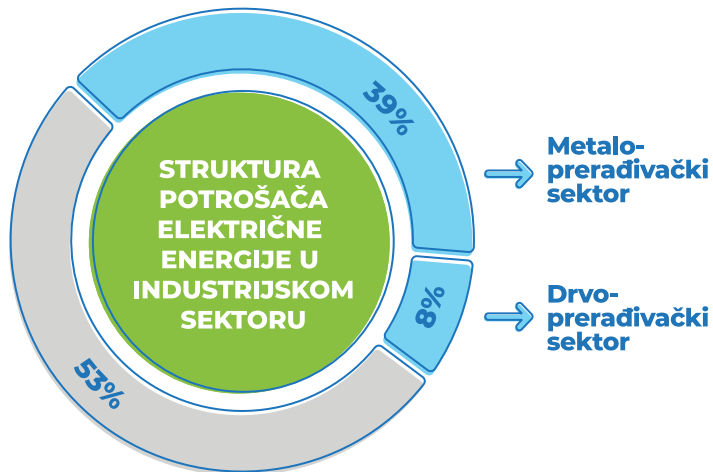 39%
STRUKTURA
POTROŠAČA
ELEKTRIČNE
ENERGIJE U
INDUSTRIJSKOM
SEKTORU
Metalo-
prerađivački
sektor
8%
Drvo-
prerađivački
sektor
53%